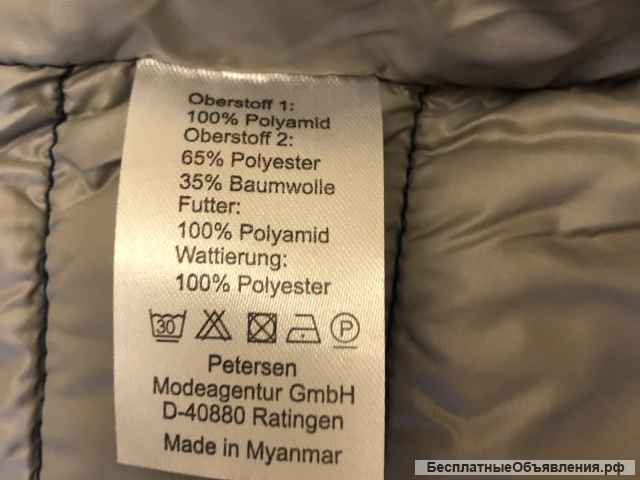 Oberstoff 1:
100% Polyamid
Oberstoff 2:
65% Polyester
35% Baumwolle
Futter:
100% Polyamid
Wattierung:
100% Polyester
30 P
Petersen
Modeagentur GmbH
D-40880 Ratingen
Made in Myanmar
БесплатныеОбъявления.рф